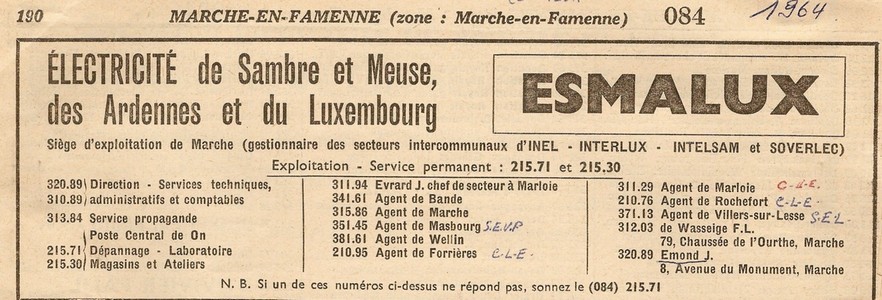 190 MARCHE-EN-FAMENNE (zone : Marche-en-Famenne) 084 1964
ÉLECTRICITÉ de Sambre et Meuse,
des Ardennes et du Luxembourg
ESMALUX
Siège d'exploitation de Marche (gestionnaire des secteurs intercommunaux d'INEL - INTERLUX - INTELSAM et SOVERLEC)
Exploitation - Service permanent : 215.71 et 215.30
320.89 Direction - Services techniques,
310.89 administratifs et comptables
313.84 Service propagande
Poste Central de On
215.71 Dépannage - Laboratoire
215.30 Magasins et Ateliers
311.94 Evrard J. chef de secteur à Marloie
341.61 Agent de Bande
315.86 Agent de Marche
351.45 Agent de Masbourg S.E.V.P
381.61 Agent de Wellin
210.95 Agent de Forrières C-L-E-
311.29 Agent de Marloie C-L-E.
210.76 Agent de Rochefort C-L-E-
371.13 Agent de Villers-sur-Lesse S.E.L-
312.03 de Wasseige F.L.
79, Chaussée de l'Ourthe, Marche
320.89 Emond J.
8, Avenue du Monument, Marche
N. B. Si un de ces numéros ci-dessus ne répond pas, sonnez le (084) 215.71